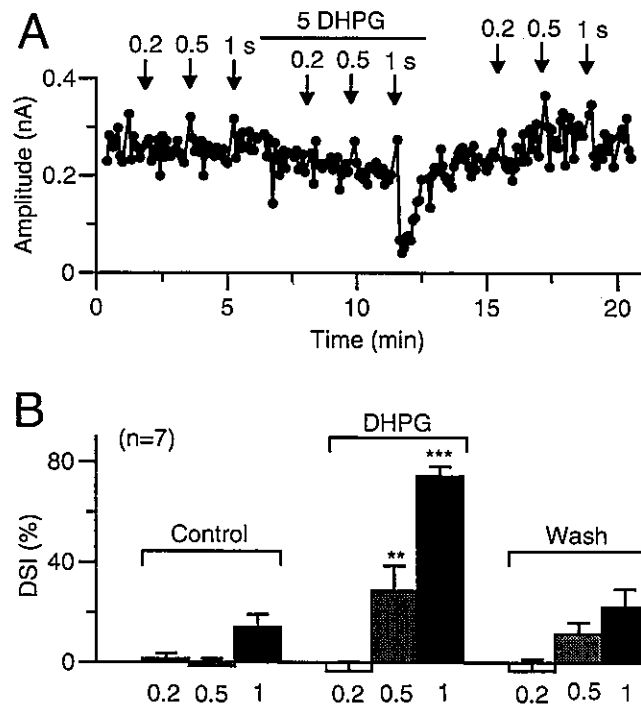 A
5 DHPG
0.2 0.5 1 s 0.2 0.5 1 s 0.2 0.5 1 s
0.4
0.2
0
Amplitude (nA)
0 5 10 15 20
Time (min)
B
(n=7)
DHPG
***
80
Control
**
Wash
40
DSI (%)
0
0.2 0.5 1 0.2 0.5 1 0.2 0.5 1